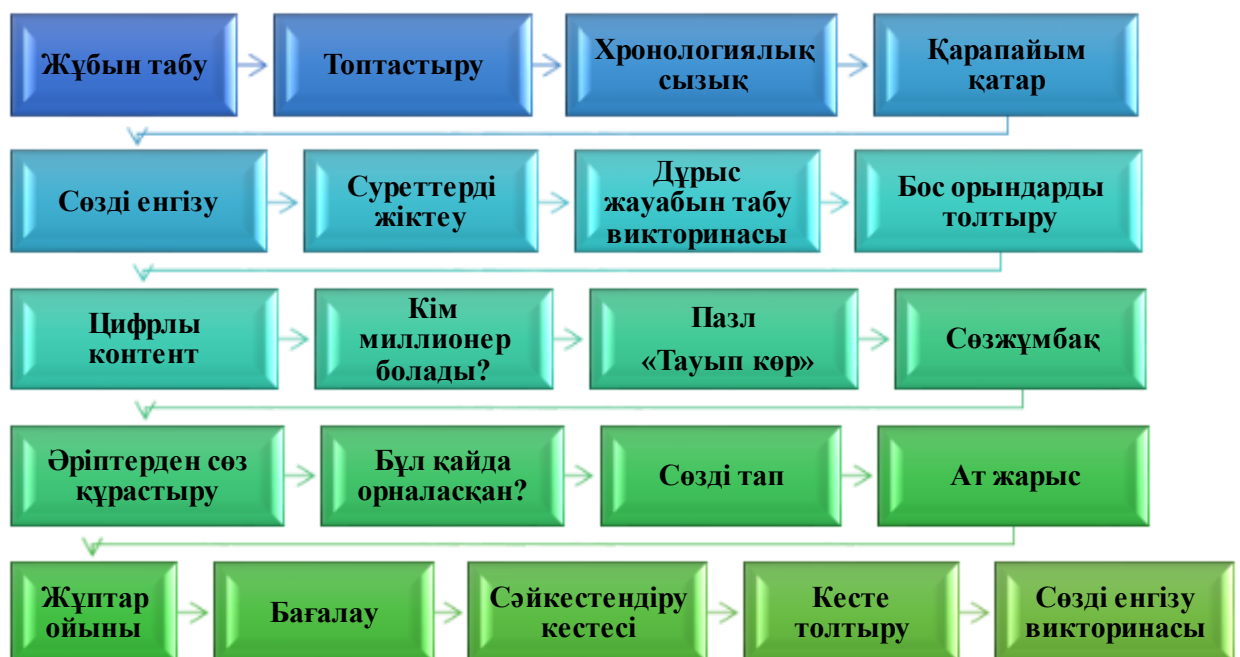 Жұбын табу
Топтастыру
Хронологиялық
сызық
Қарапайым
қатар
Сөзді енгізу
Суреттерді
жіктеу
Дұрыс
жауабын табу
викторинасы
Бос орындарды
толтыру
Цифрлы
контент
Кім
миллионер
болады?
Пазл
«Тауып көр»
Сөзжұмбақ
Әріптерден сөз
құрастыру
Бұл қайда
орналасқан?
Сөзді тап
Ат жарыс
Жұптар
ойыны
Бағалау
Сәйкестендіру
кестесі
Кесте
толтыру
Сөзді енгізу
викторинасы